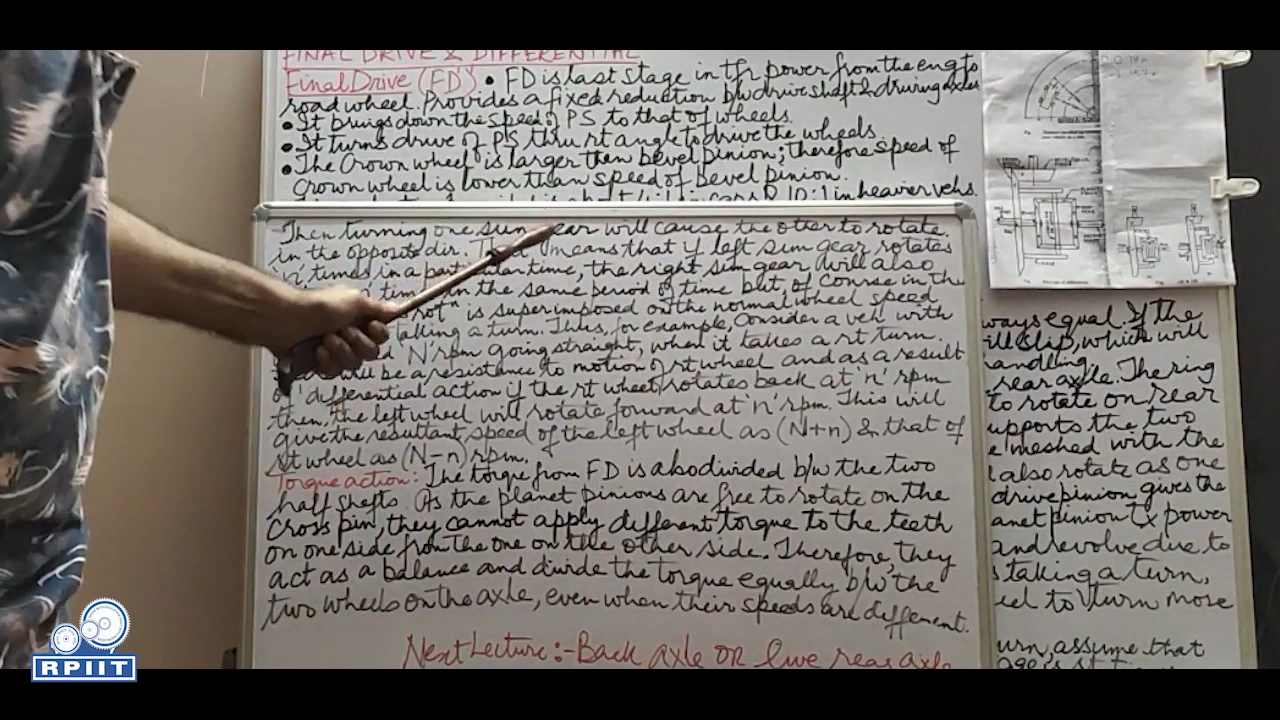 FINAL DRIVE & DIFFERENTIAL
Final Drive (FD) • FD is last stage in tfr power from the eng to
road wheel. Provides a fixed reduction b/w drive shaft & driving axles
• It brings down the speed of PS to that of wheels.
• It turns drive of PS thru rt angle to drive the wheels
• The Crown wheel is larger than bevel pinion; therefore speed of
crown wheel is lower than speed of bevel pinion.
in cars & 10:1 in heavier vehs.
Then turning one sun gear will cause the other to rotate
in the opposite dir. means that if left sun gear rotates
'n' times in a particular time, the right sun gear will also
in the same period of time but, of course in the
rot" is superimposed on the normal wheel speed
taking a turn. Thus, for example, Consider a veh with
N rpm going straight, when it takes a rt turn.
will be a resistance to motion of rt wheel and as a result
of differential action if the rt wheel rotates back at 'n' rpm
then, the left wheel will rotate forward at 'n' rpm. This will
give the resultant speed of the left wheel as (N+n) & that of
rt wheel as (N-n) rpm.
Torque action: The torque from FD is also divided b/w the two
half shafts. As the planet pinions are free to rotate on the
cross pin, they cannot apply different torque to the teeth
on one side from the one on the other side. Therefore, they
act as a balance and divide the torque equally b/w the
two wheels on the axle, even when their speeds are different.
Next Lecture:- Back axle OR live rear axle
ways equal. If the
ill slip, which will
handling
rear axle. The ring
to rotate on rear
upports the two
e meshed with the
also rotate as one
drive pinion gives the
anet pinion tx power
and revolve due to
s taking a turn,
eel to turn more
urn, assume that
RPIIT